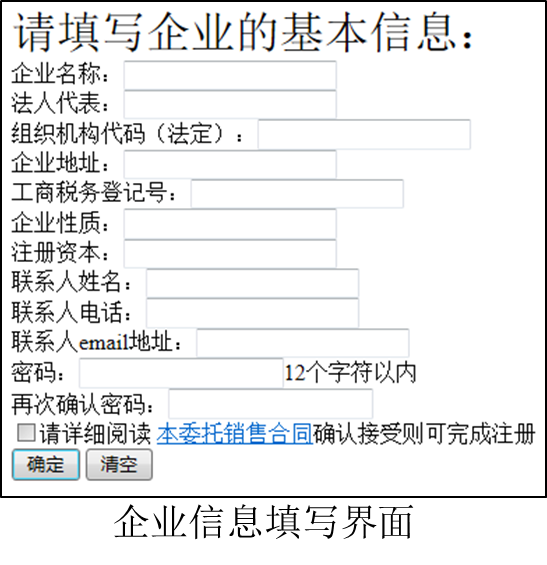 请填写企业的基本信息：
企业名称：
法人代表：
组织机构代码（法定）：
企业地址：
工商税务登记号：
企业性质：
注册资本：
联系人姓名：
联系人电话：
联系人email地址：
密码：12个字符以内
再次确认密码：
请详细阅读 本委托销售合同确认接受则可完成注册
确定 清空
企业信息填写界面